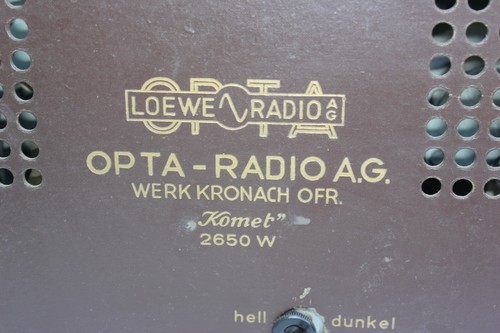 OPTA
LOEWE RADIO AG
OPTA - RADIO A.G.
WERK KRONACH OFR.
Komet"
2650 W
hell dunkel